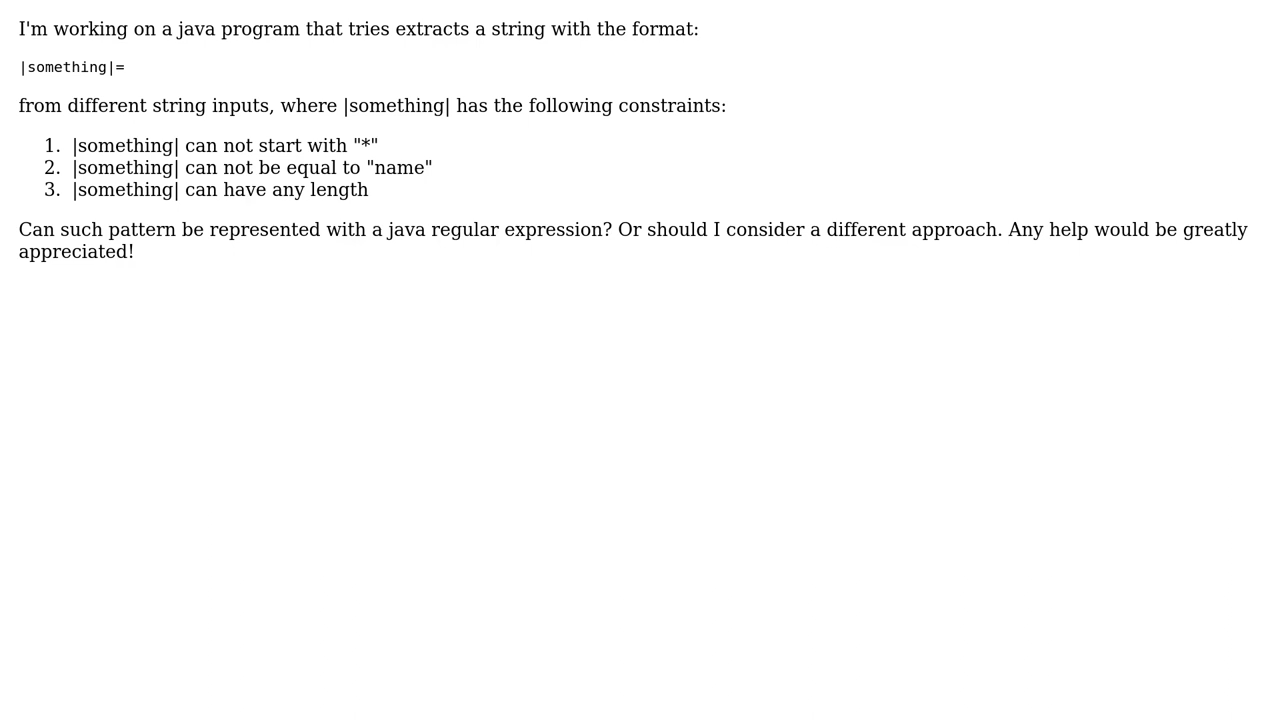 I'm working on a java program that tries extracts a string with the format:
|something|=
from different string inputs, where |something| has the following constraints:
1. |something| can not start with "*"
2. |something| can not be equal to "name"
3. |something| can have any length
Can such pattern be represented with a java regular expression? Or should I consider a different approach. Any help would be greatly
appreciated!